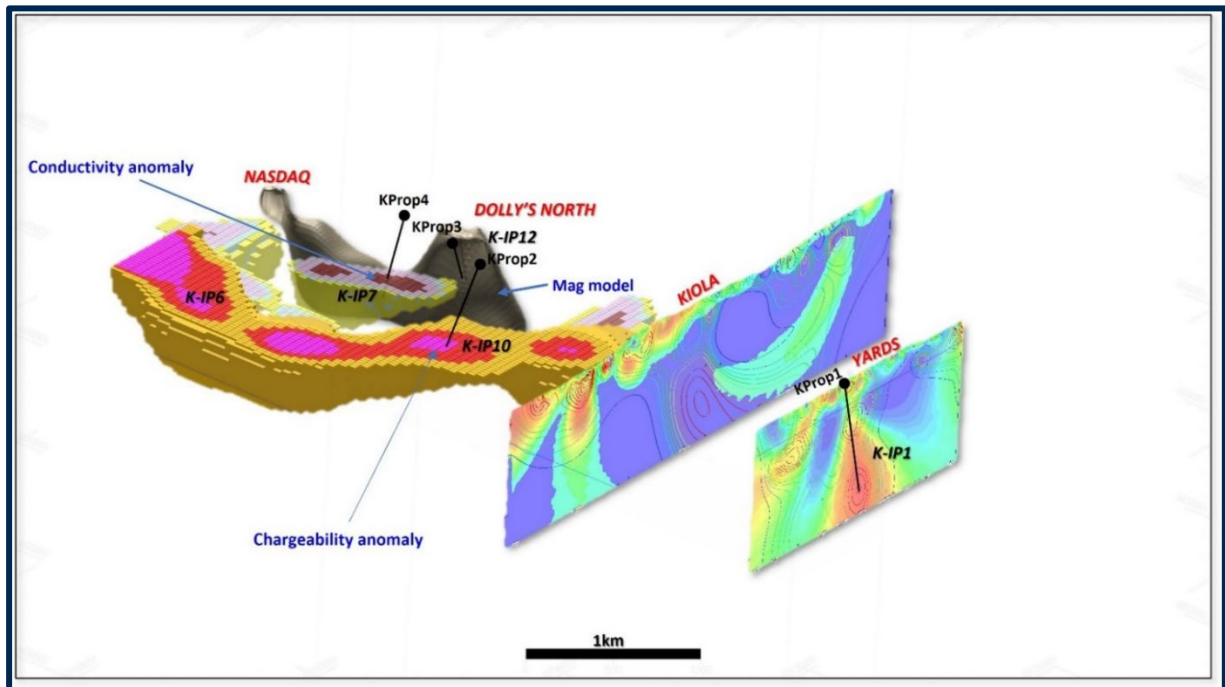 Conductivity anomaly
NASDAQ
KProp4
KProp3
DOLLY'S NORTH
K-IP12
KProp2
Mag model
K-IP6
K-IP7
K-IP10
KIOLA
YARDS
KProp1
K-IP1
Chargeability anomaly
1km